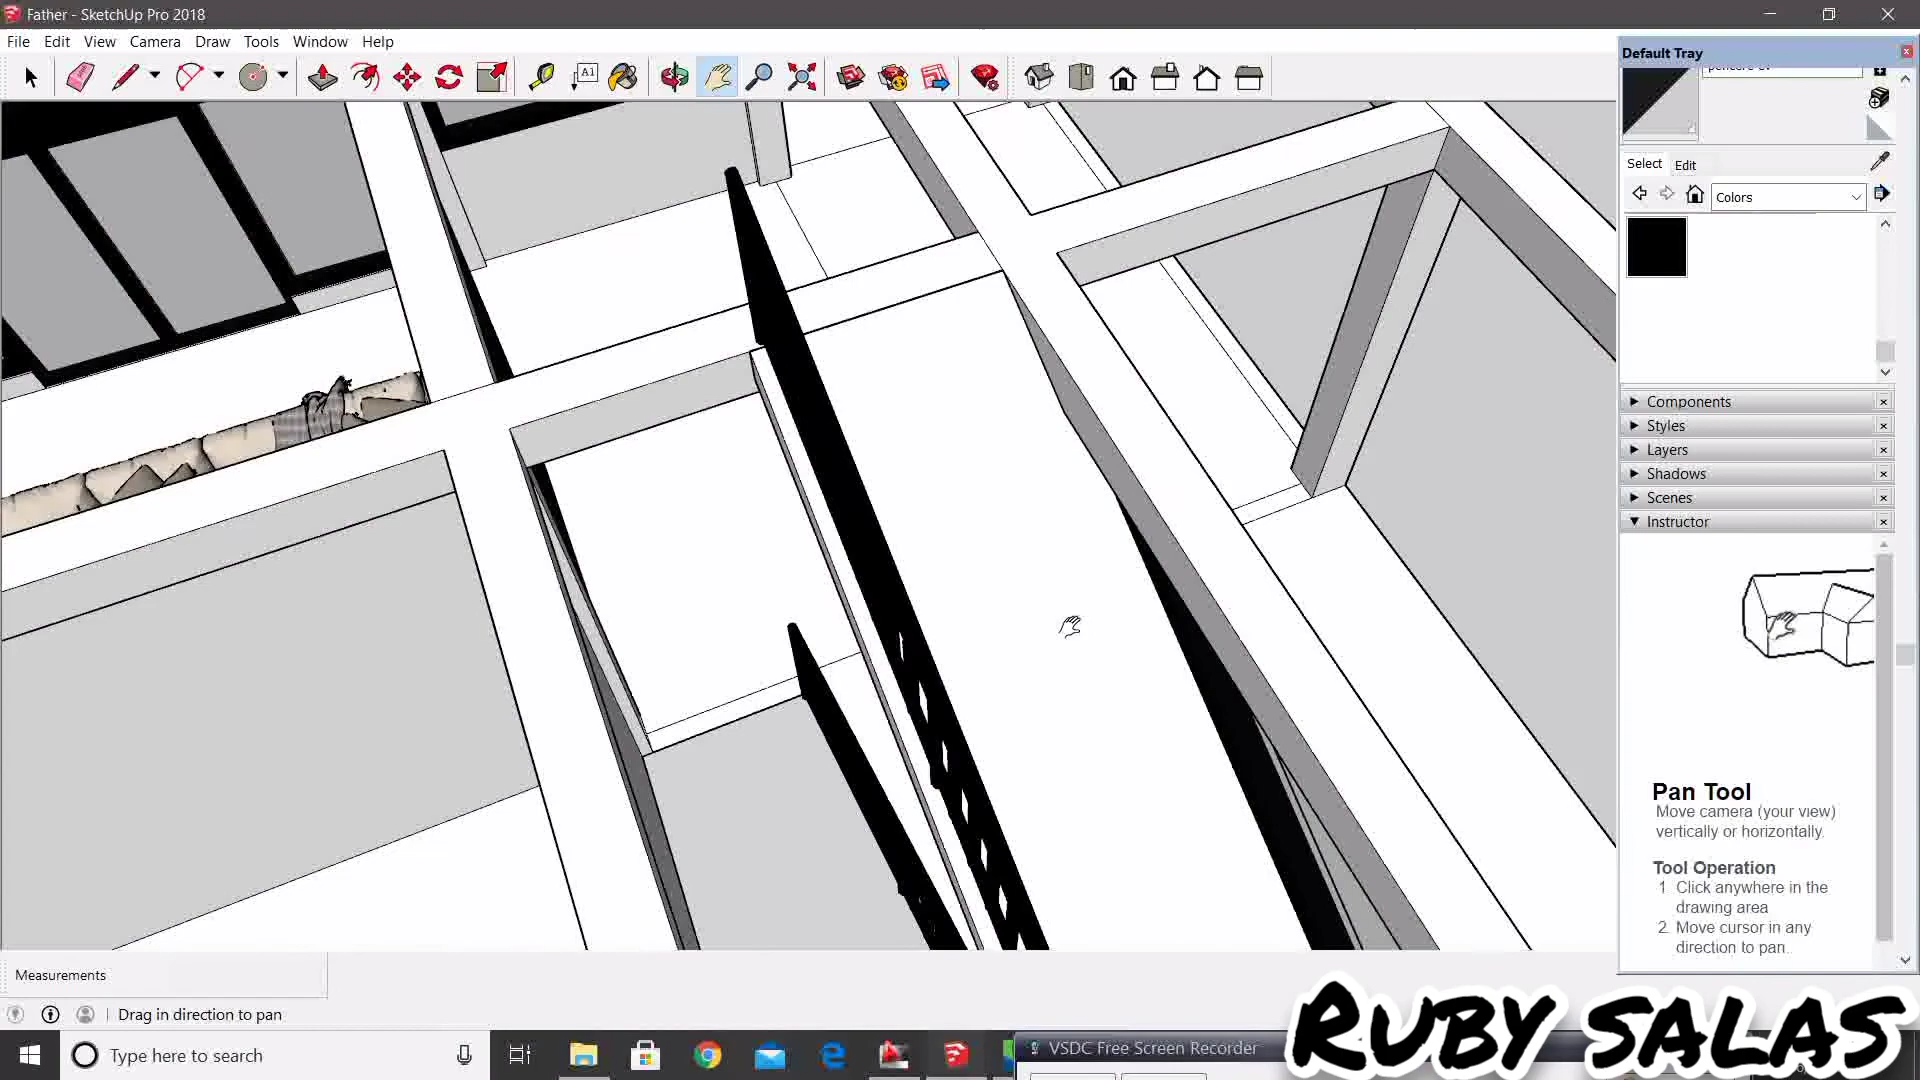 Father - SketchUp Pro 2018
File Edit View Camera Draw Tools Window Help
A1
Default Tray
Select Edit
Colors
Components
Styles
Layers
Shadows
Scenes
Instructor
Pan Tool
Move camera (your view)
vertically or horizontally.
Tool Operation
1 Click anywhere in the
drawing area
2. Move cursor in any
direction to pan.
Measurements
Drag in direction to pan
Type here to search
VSDC Free Screen Recorder
RUBY SALAS